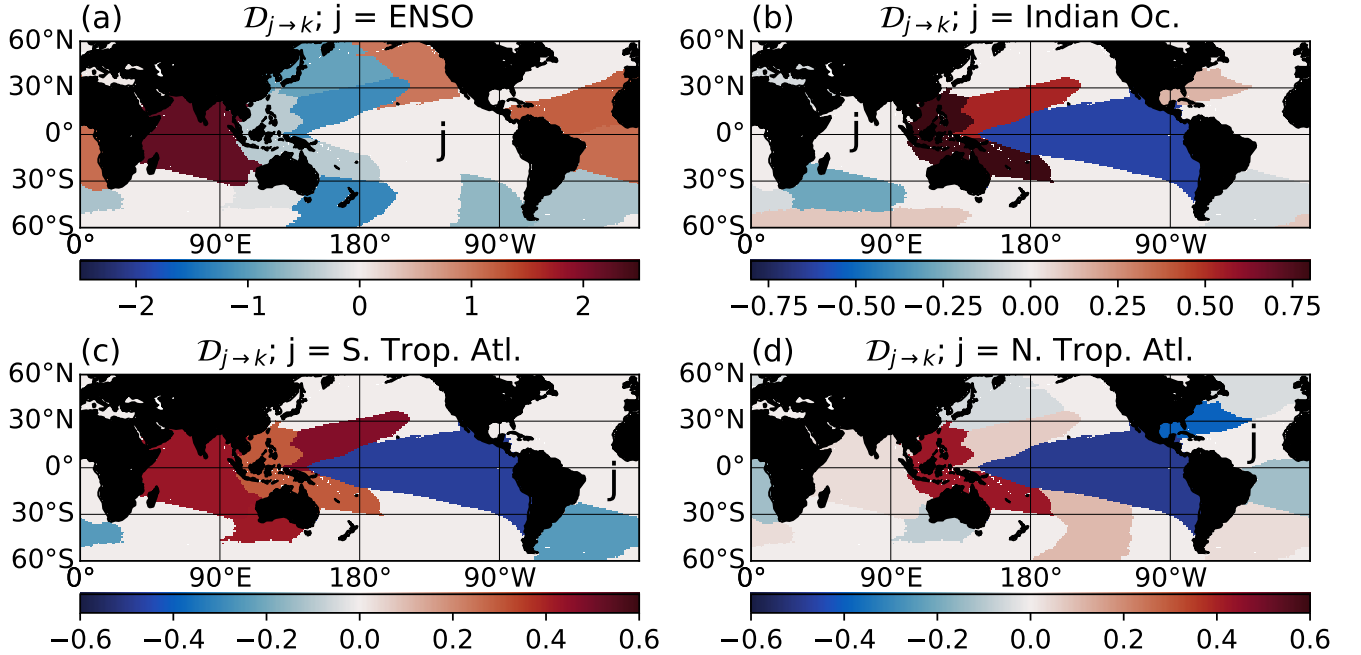 (a) 𝒟j→k; j = ENSO
60°N
30°N
0°
30°S
60°S
j
0° 90°E 180° 90°W
−2 −1 0 1 2
(b) 𝒟j→k; j = Indian Oc.
60°N
30°N
0°
30°S
60°S
j
0° 90°E 180° 90°W
−0.75 −0.50 −0.25 0.00 0.25 0.50 0.75
(c) 𝒟j→k; j = S. Trop. Atl.
60°N
30°N
0°
30°S
60°S
j
0° 90°E 180° 90°W
−0.6 −0.4 −0.2 0.0 0.2 0.4 0.6
(d) 𝒟j→k; j = N. Trop. Atl.
60°N
30°N
0°
30°S
60°S
j
0° 90°E 180° 90°W
−0.6 −0.4 −0.2 0.0 0.2 0.4 0.6